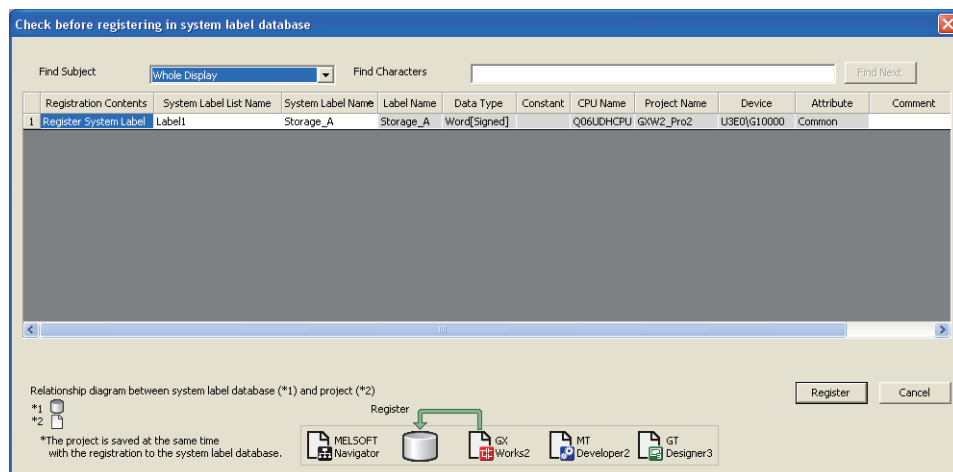 Check before registering in system label database
Find Subject Whole Display Find Characters Find Next
Registration Contents System Label List Name System Label Name Label Name Data Type Constant CPU Name Project Name Device Attribute Comment
1 Register System Label Label1 Storage_A Storage_A Word[Signed] Q06UDHCPU GXW2_Pro2 U3E0\G10000 Common
Relationship diagram between system label database (*1) and project (*2)
Register Cancel
*1
*2
Register
*The project is saved at the same time
with the registration to the system label database.
MELSOFT
Navigator
GX
Works2
MT
Developer2
GT
Designer3